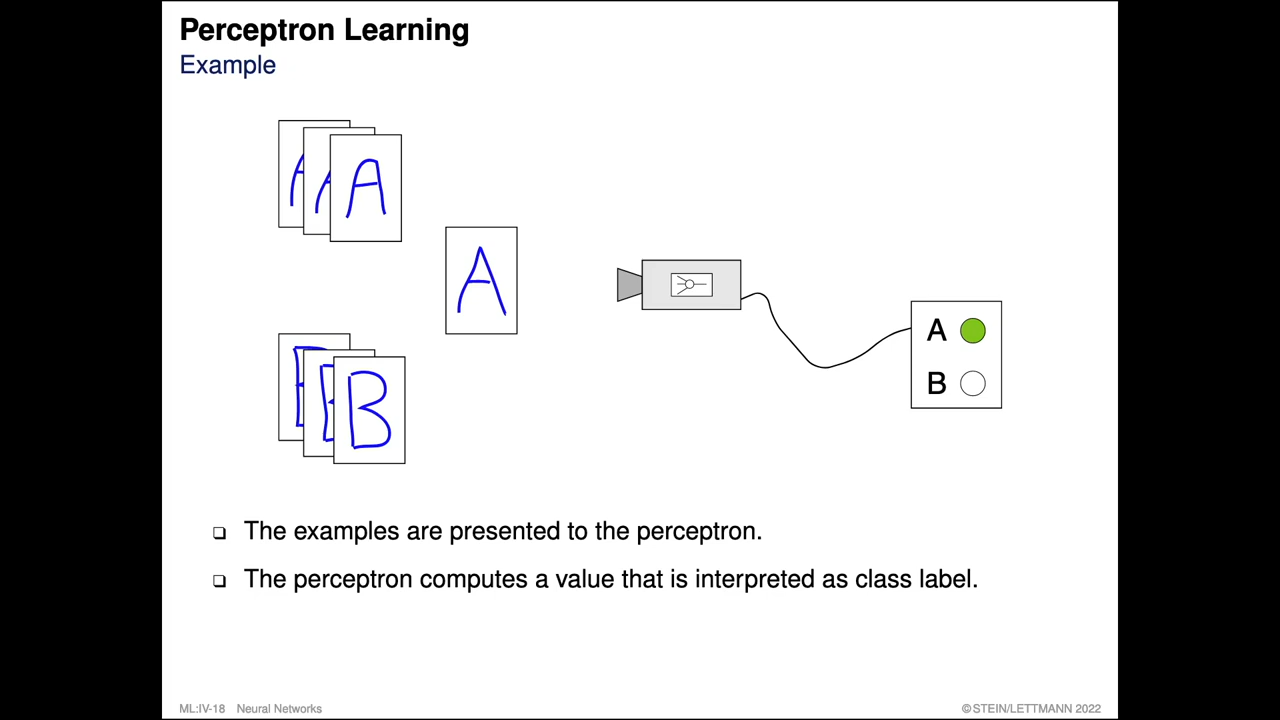 Perceptron Learning
Example
A
A
A
A
B
B
B
A
B
❑ The examples are presented to the perceptron.
❑ The perceptron computes a value that is interpreted as class label.
ML:IV-18 Neural Networks
©STEIN/LETTMANN 2022